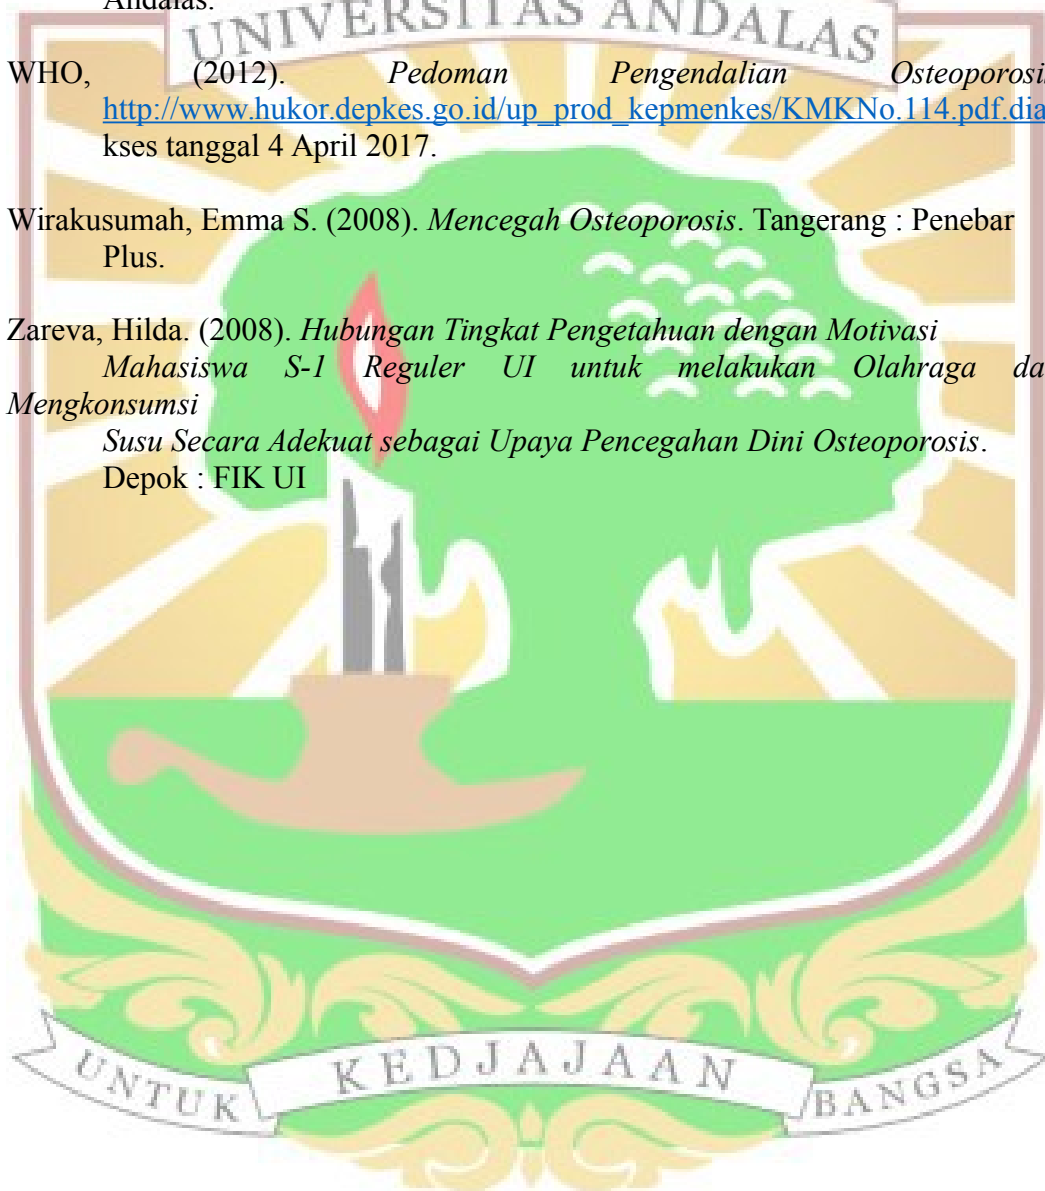 Andalas.
UNIVERSITAS ANDALAS
WHO, (2012). Pedoman Pengendalian Osteoporosi
http://www.hukor.depkes.go.id/up_prod_kepmenkes/KMKNo.114.pdf.dia
kses tanggal 4 April 2017.
Wirakusumah, Emma S. (2008). Mencegah Osteoporosis. Tangerang : Penebar
Plus.
Zareva, Hilda. (2008). Hubungan Tingkat Pengetahuan dengan Motivasi
Mahasiswa S-1 Reguler UI untuk melakukan Olahraga da
Mengkonsumsi
Susu Secara Adekuat sebagai Upaya Pencegahan Dini Osteoporosis.
Depok : FIK UI
UNTUK KEDJAJAAN BANGSA